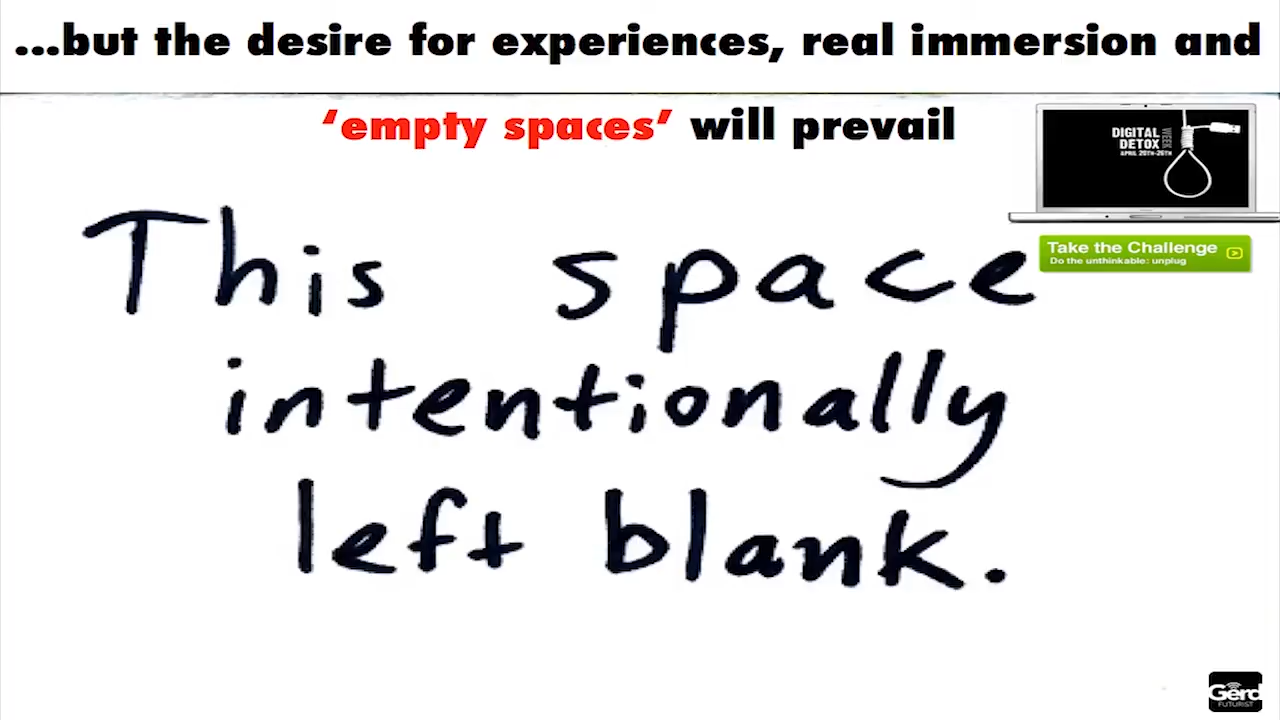 ...but the desire for experiences, real immersion and
‘empty spaces’ will prevail
DIGITAL
DETOX
WEEK
APRIL 20TH-26TH
Take the Challenge
Do the unthinkable: unplug
This space
intentionally
left blank.
Gerd
FUTURIST